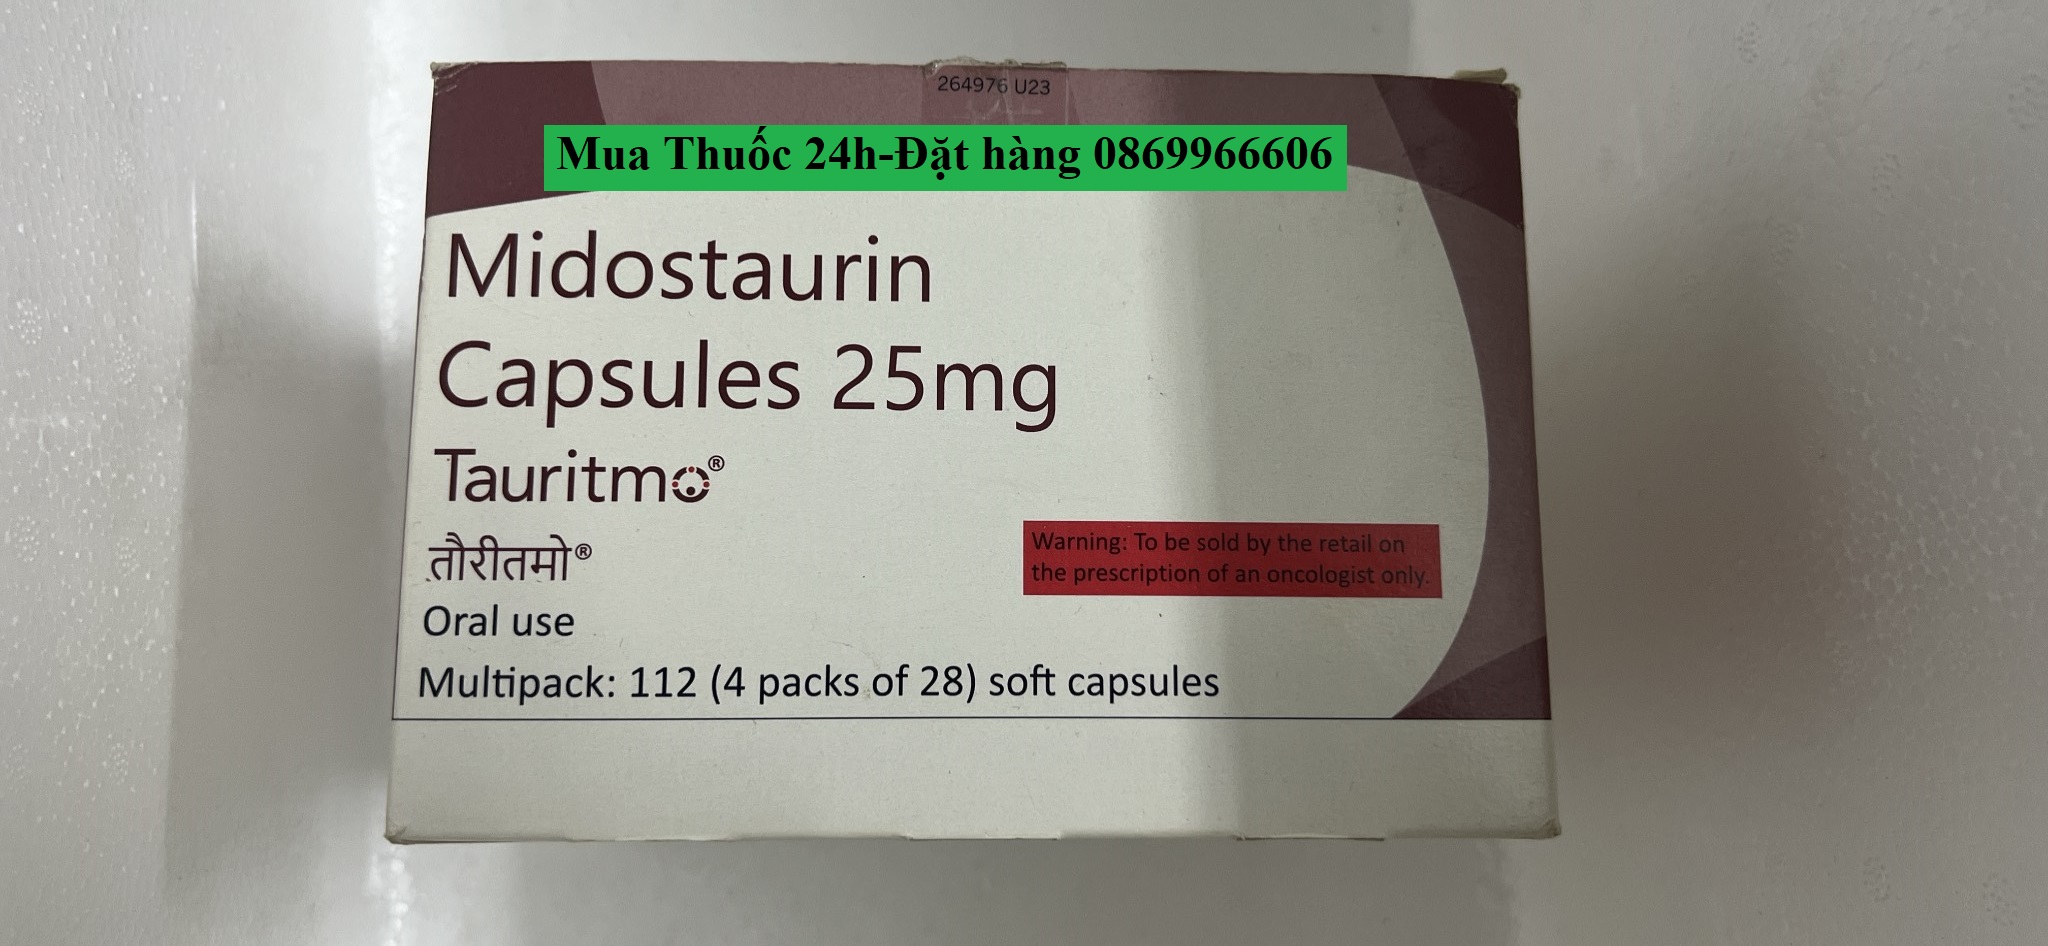 264976 U23
Mua Thuốc 24h-Đặt hàng 0869966606
Midostaurin
Capsules 25mg
Tauritmo®
तौरीतमो®
Warning: To be sold by the retail on
the prescription of an oncologist only.
Oral use
Multipack: 112 (4 packs of 28) soft capsules